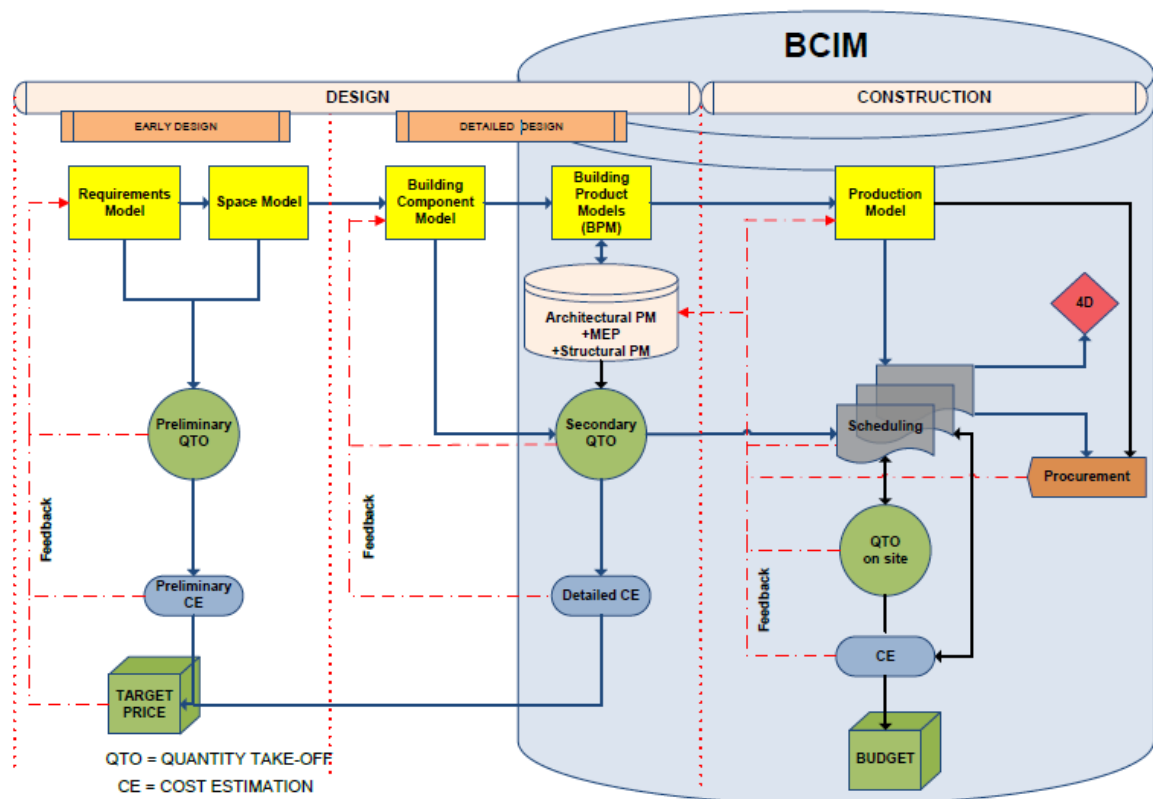 BCIM
DESIGN
CONSTRUCTION
EARLY DESIGN
DETAILED DESIGN
Requirements
Model
Space Model
Building
Component
Model
Building
Product
Models
(BPM)
Production
Model
Architectural PM
+MEP
+Structural PM
4D
Preliminary
QTO
Secondary
QTO
Scheduling
Procurement
Feedback
Feedback
Feedback
QTO
on site
Preliminary
CE
Detailed CE
CE
TARGET
PRICE
BUDGET
QTO = QUANTITY TAKE-OFF
CE = COST ESTIMATION